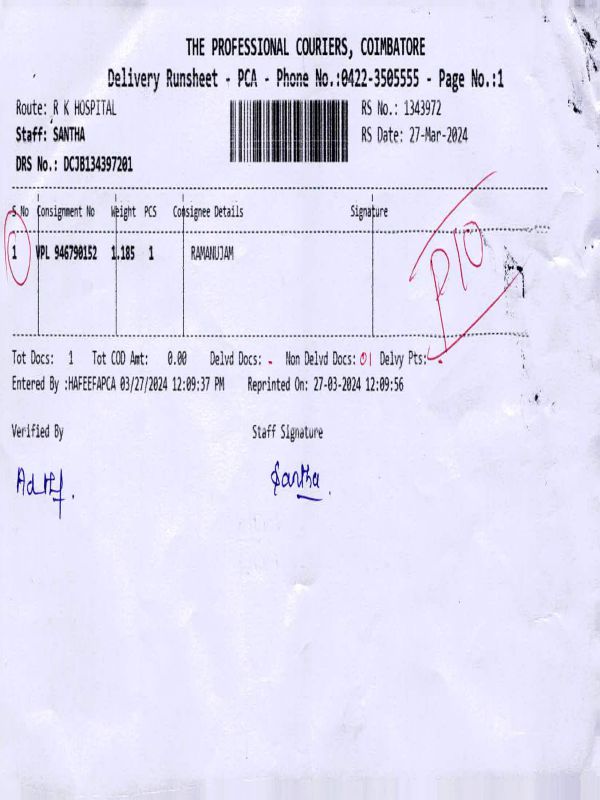 THE PROFESSIONAL COURIERS, COIMBATORE
Delivery Runsheet - PCA - Phone No.:0422-3505555 - Page No.:1
Route: R K HOSPITAL RS No.: 1343972
Staff: SANTHA RS Date: 27-Mar-2024
DRS No.: DCJB134397201
S.No Consignment No Weight PCS Consignee Details Signature
1 VPL 946790152 1.185 1 RAMANUJAM
P/O
Tot Docs: 1 Tot COD Amt: 0.00 Delvd Docs: - Non Delvd Docs: 01 Delvy Pts: -
Entered By :HAFEEFAPCA 03/27/2024 12:09:37 PM Reprinted On: 27-03-2024 12:09:56
Verified By Staff Signature
Santha